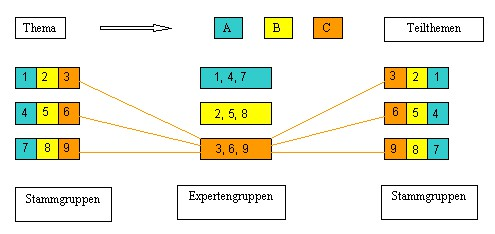 Thema A B C Teilthemen
1 2 3 1, 4, 7 3 2 1
4 5 6 2, 5, 8 6 5 4
7 8 9 3, 6, 9 9 8 7
Stammgruppen Expertengruppen Stammgruppen